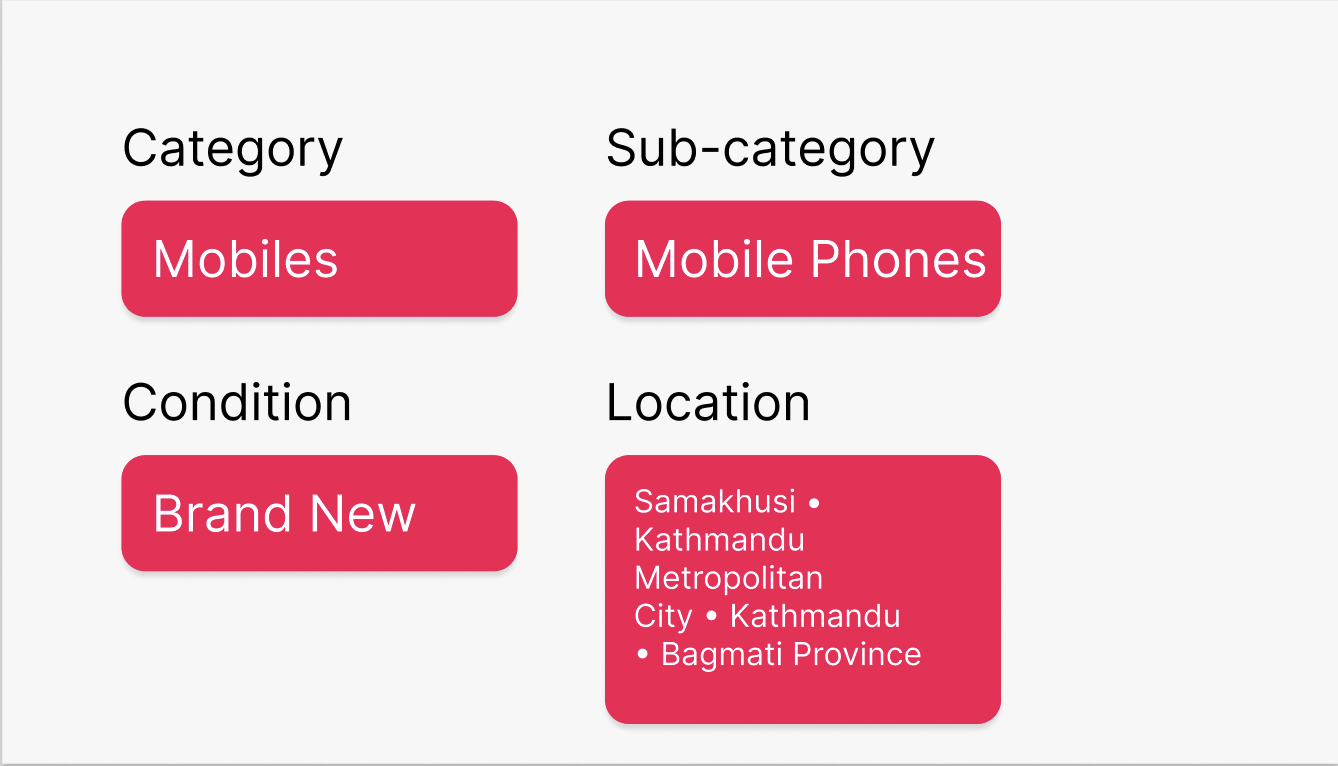 Category
Mobiles
Sub-category
Mobile Phones
Condition
Brand New
Location
Samakhusi •
Kathmandu
Metropolitan
City • Kathmandu
• Bagmati Province